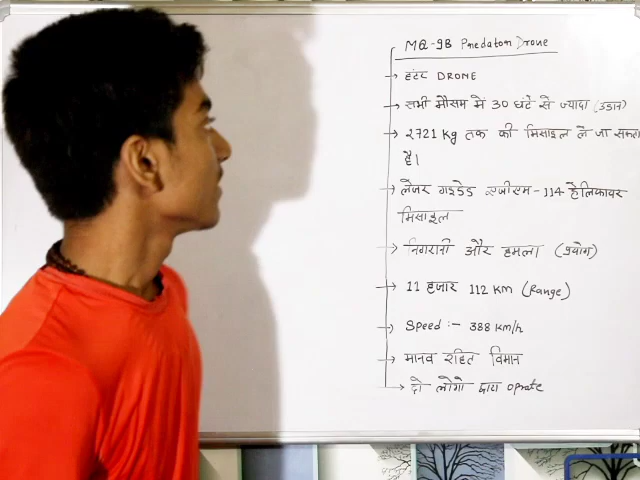 MQ-9B Predator Drone
हंटर DRONE
सभी मौसम में 30 घंटे से ज्यादा (उडान)
2721 Kg तक की मिसाइल ले जा सकता
है।
लेजर गाइडेड एजीएम-114 हेलिफायर
मिसाइल
निगरानी और हमला (प्रयोग)
11 हजार 112 KM (Range)
Speed :- 388 KM/h
मानव रहित विमान
दो लोगो द्वारा oprate